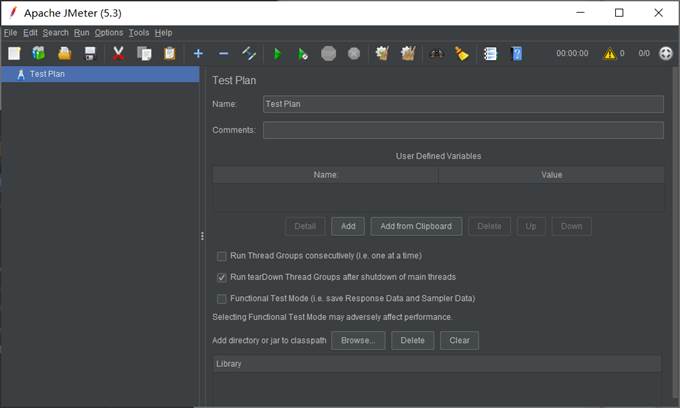 Apache JMeter (5.3)
File Edit Search Run Options Tools Help
00:00:00 0 0/0
Test Plan
Test Plan
Name: Test Plan
Comments:
User Defined Variables
Name: Value
Detail Add Add from Clipboard Delete Up Down
Run Thread Groups consecutively (i.e. one at a time)
Run tearDown Thread Groups after shutdown of main threads
Functional Test Mode (i.e. save Response Data and Sampler Data)
Selecting Functional Test Mode may adversely affect performance.
Add directory or jar to classpath Browse... Delete Clear
Library